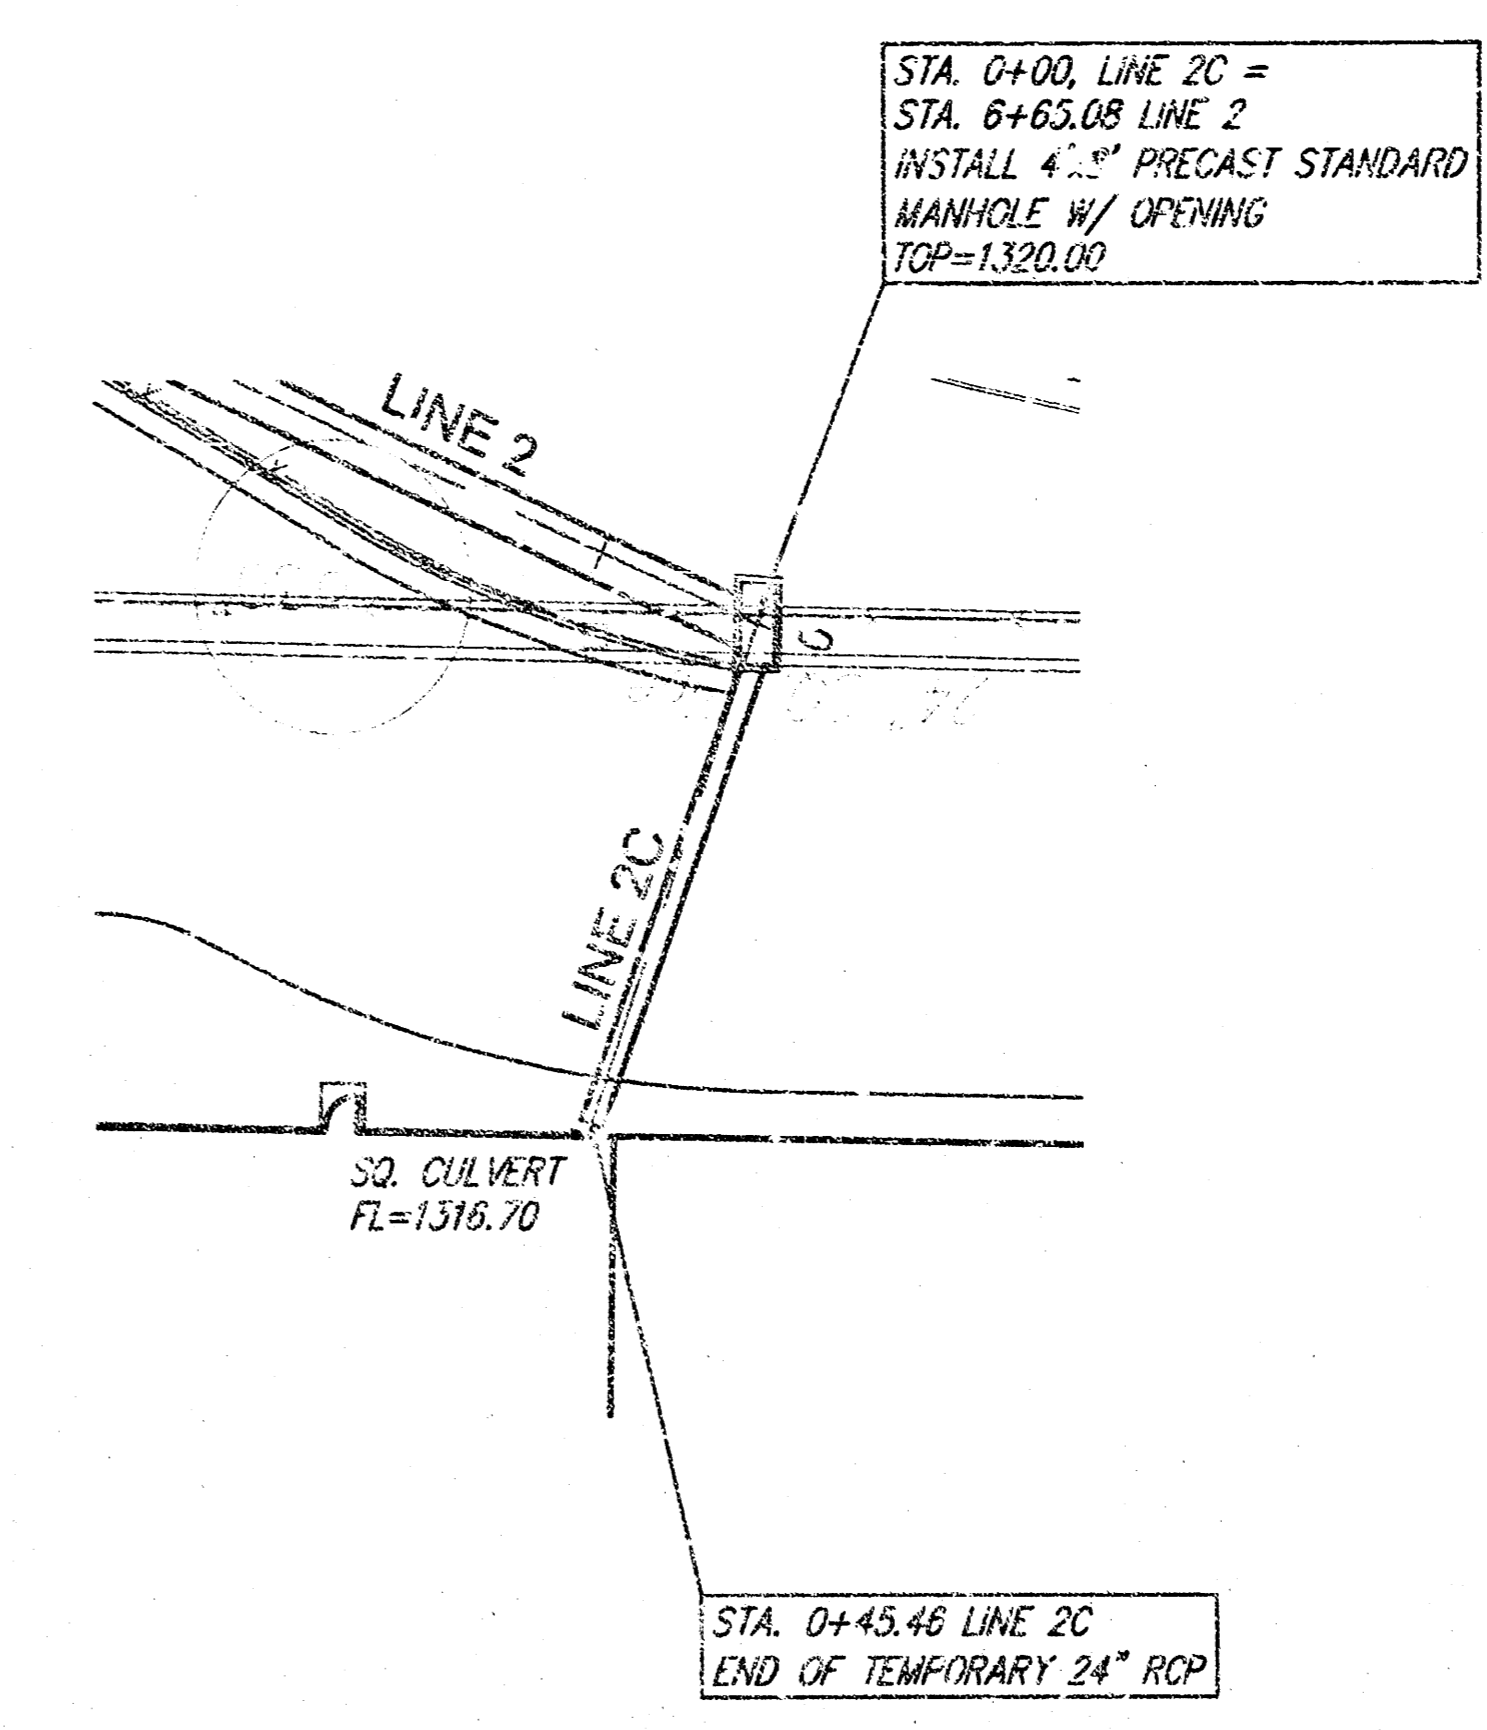 STA. 0+00, LINE 2C =
STA. 6+65.08 LINE 2
INSTALL 4'x8' PRECAST STANDARD
MANHOLE W/ OPENING
TOP=1320.00
LINE 2
LINE 2C
SQ. CULVERT
FL=1316.70
STA. 0+45.46 LINE 2C
END OF TEMPORARY 24" RCP